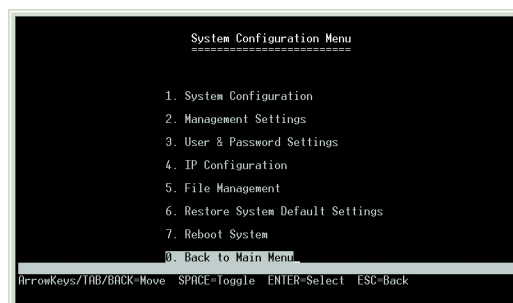 System Configuration Menu
=========================
1. System Configuration
2. Management Settings
3. User & Password Settings
4. IP Configuration
5. File Management
6. Restore System Default Settings
7. Reboot System
0. Back to Main Menu_
ArrowKeys/TAB/BACK=Move  SPACE=Toggle  ENTER=Select  ESC=Back